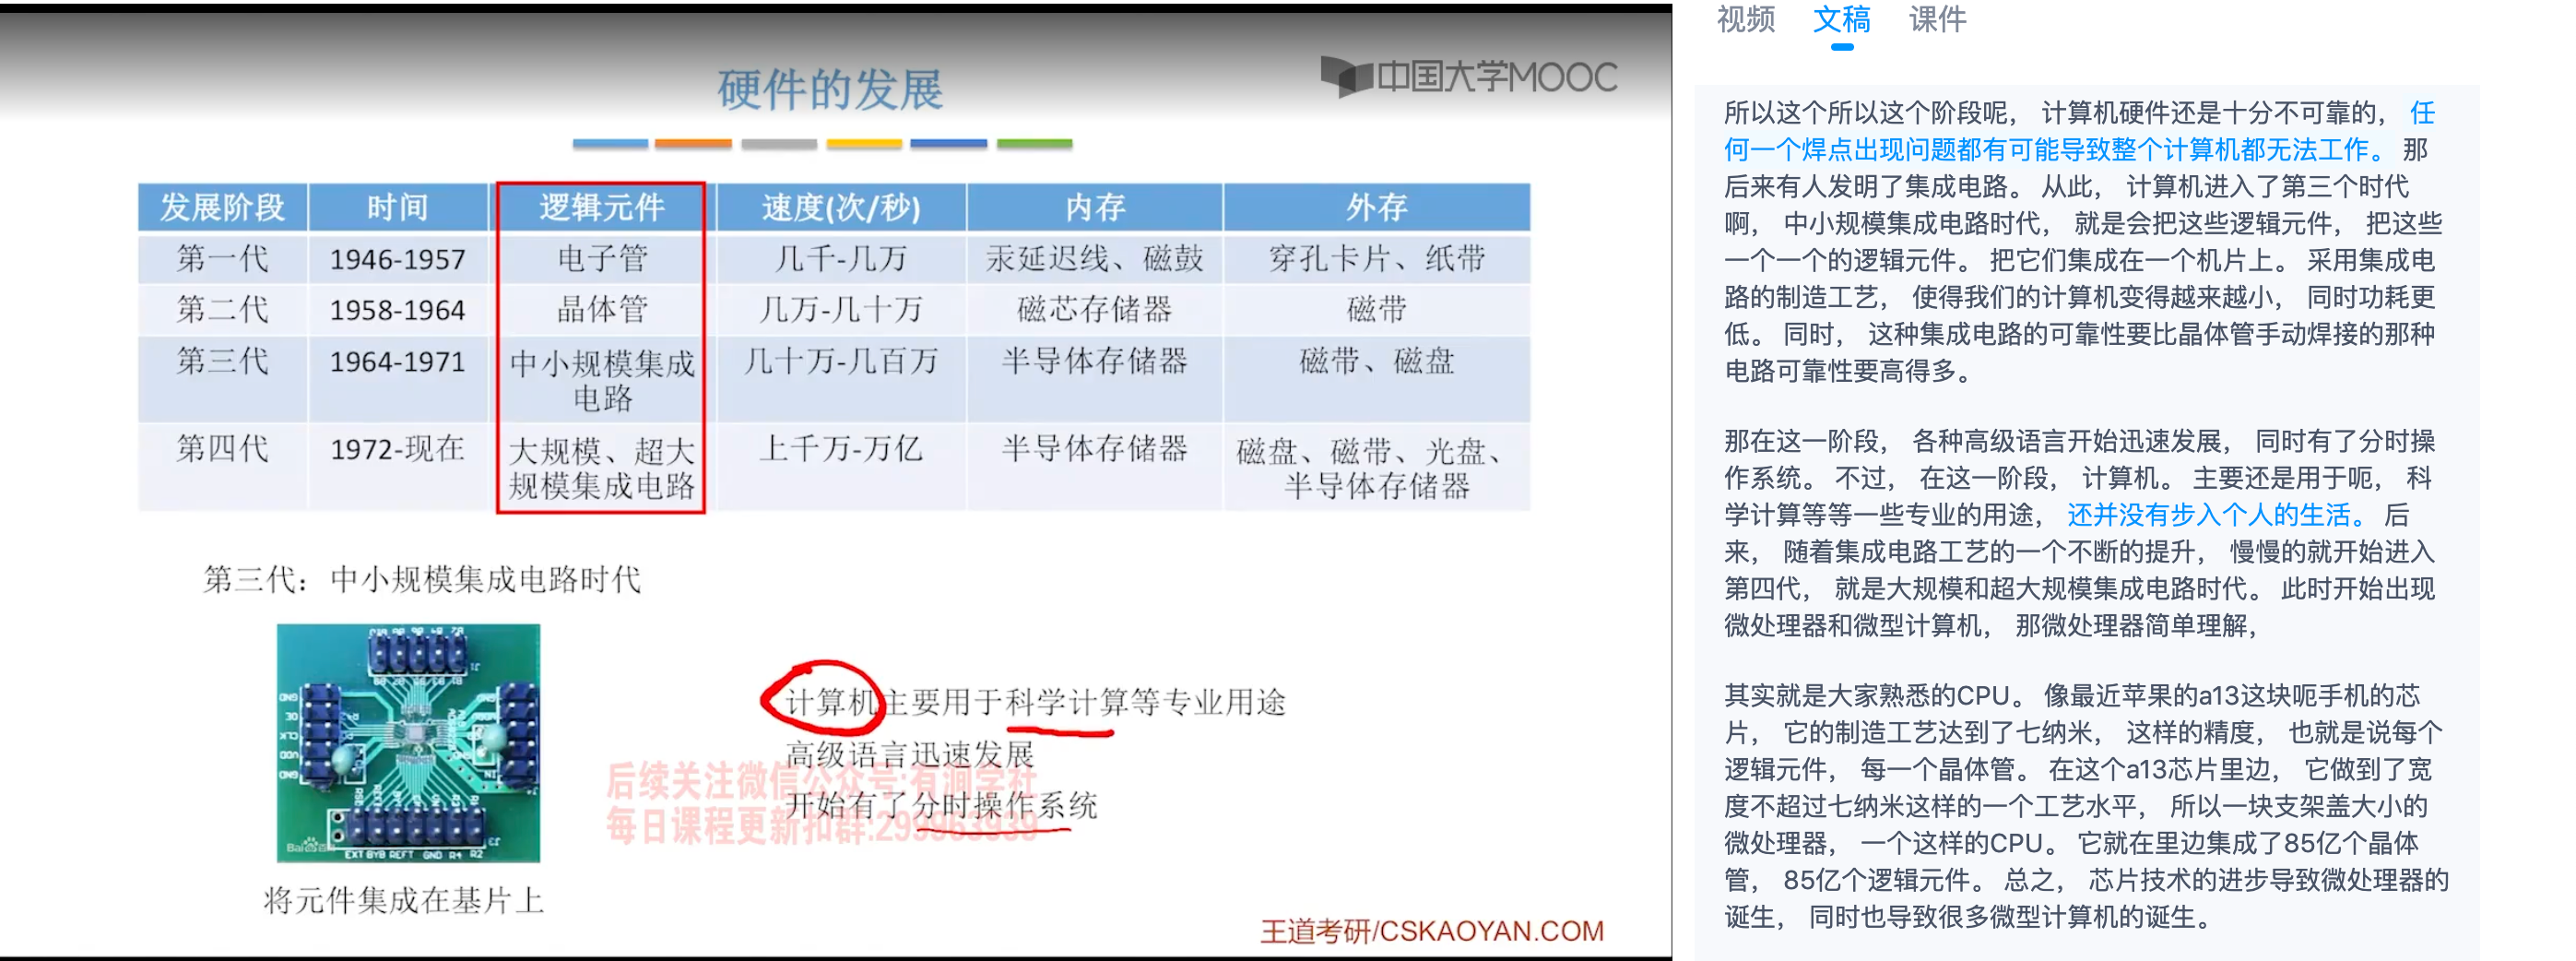 硬件的发展
中国大学MOOC
发展阶段 时间 逻辑元件 速度(次/秒) 内存 外存
第一代 1946-1957 电子管 几千-几万 汞延迟线、磁鼓 穿孔卡片、纸带
第二代 1958-1964 晶体管 几万-几十万 磁芯存储器 磁带
第三代 1964-1971 中小规模集成 几十万-几百万 半导体存储器 磁带、磁盘
电路
第四代 1972-现在 大规模、超大 上千万-万亿 半导体存储器 磁盘、磁带、光盘、
规模集成电路 半导体存储器
第三代：中小规模集成电路时代
EXT BYB REFT GND R4 R2
将元件集成在基片上
计算机主要用于科学计算等专业用途
高级语言迅速发展
开始有了分时操作系统
后续关注微信公众号:有涧学社
每日课程更新扣群:299963939
王道考研/CSKAOYAN.COM
视频 文稿 课件
所以这个所以这个阶段呢， 计算机硬件还是十分不可靠的， 任
何一个焊点出现问题都有可能导致整个计算机都无法工作。 那
后来有人发明了集成电路。 从此， 计算机进入了第三个时代
啊， 中小规模集成电路时代， 就是会把这些逻辑元件， 把这些
一个一个的逻辑元件。 把它们集成在一个机片上。 采用集成电
路的制造工艺， 使得我们的计算机变得越来越小， 同时功耗更
低。 同时， 这种集成电路的可靠性要比晶体管手动焊接的那种
电路可靠性要高得多。
那在这一阶段， 各种高级语言开始迅速发展， 同时有了分时操
作系统。 不过， 在这一阶段， 计算机。 主要还是用于呃， 科
学计算等等一些专业的用途， 还并没有步入个人的生活。 后
来， 随着集成电路工艺的一个不断的提升， 慢慢的就开始进入
第四代， 就是大规模和超大规模集成电路时代。 此时开始出现
微处理器和微型计算机， 那微处理器简单理解，
其实就是大家熟悉的CPU。 像最近苹果的a13这块呃手机的芯
片， 它的制造工艺达到了七纳米， 这样的精度， 也就是说每个
逻辑元件， 每一个晶体管。 在这个a13芯片里边， 它做到了宽
度不超过七纳米这样的一个工艺水平， 所以一块支架盖大小的
微处理器， 一个这样的CPU。 它就在里边集成了85亿个晶体
管， 85亿个逻辑元件。 总之， 芯片技术的进步导致微处理器的
诞生， 同时也导致很多微型计算机的诞生。